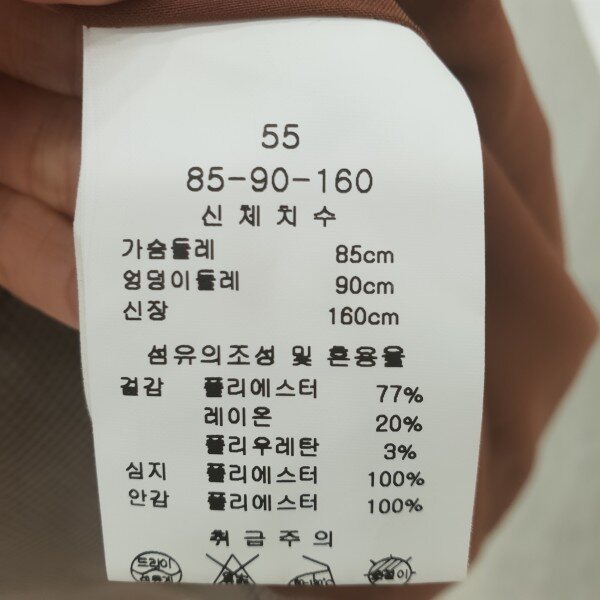 55
85-90-160
신체치수
가슴둘레 85cm
엉덩이둘레 90cm
신장 160cm
섬유의조성 및 혼용율
겉감 폴리에스터 77%
레이온 20%
폴리우레탄 3%
심지 폴리에스터 100%
안감 폴리에스터 100%
취급주의
드라이